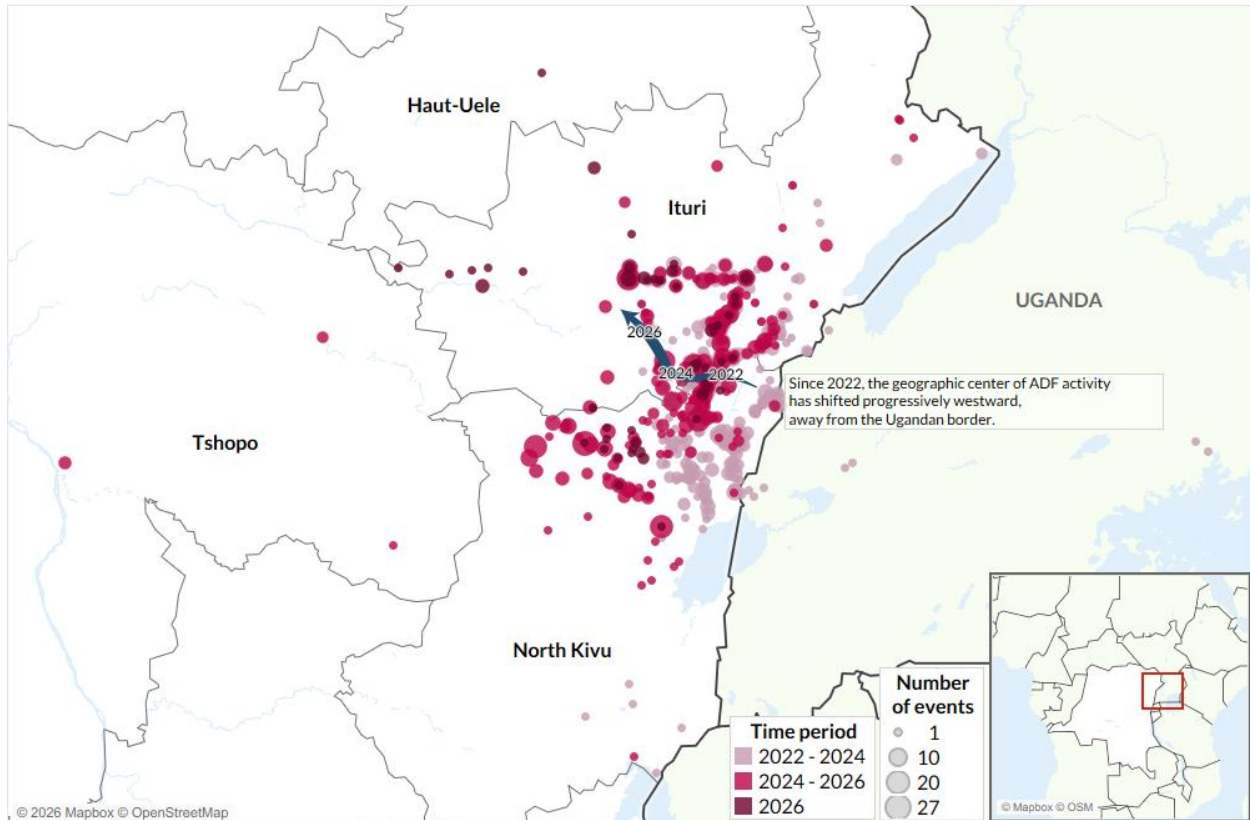 Haut-Uele
Ituri
UGANDA
2026
2024
2022
Since 2022, the geographic center of ADF activity
has shifted progressively westward,
away from the Ugandan border.
Tshopo
North Kivu
Time period
2022 - 2024
2024 - 2026
2026
Number
of events
1
10
20
27
© 2026 Mapbox © OpenStreetMap
© Mapbox © OSM